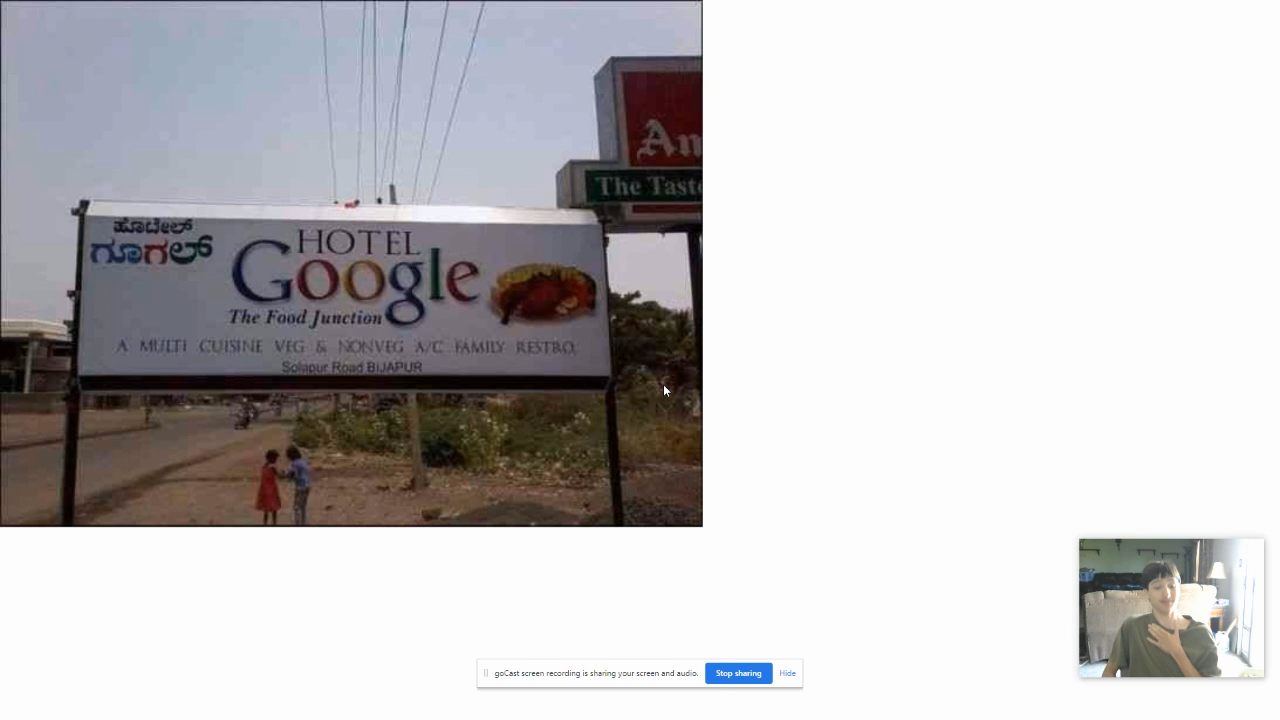 ಹೊಟೇಲ್
ಗೂಗಲ್
HOTEL
Google
The Food Junction
A MULTI CUISINE VEG & NONVEG A/C FAMILY RESTRO.
Solapur Road BIJAPUR
An
The Taste
goCast screen recording is sharing your screen and audio.
Stop sharing
Hide